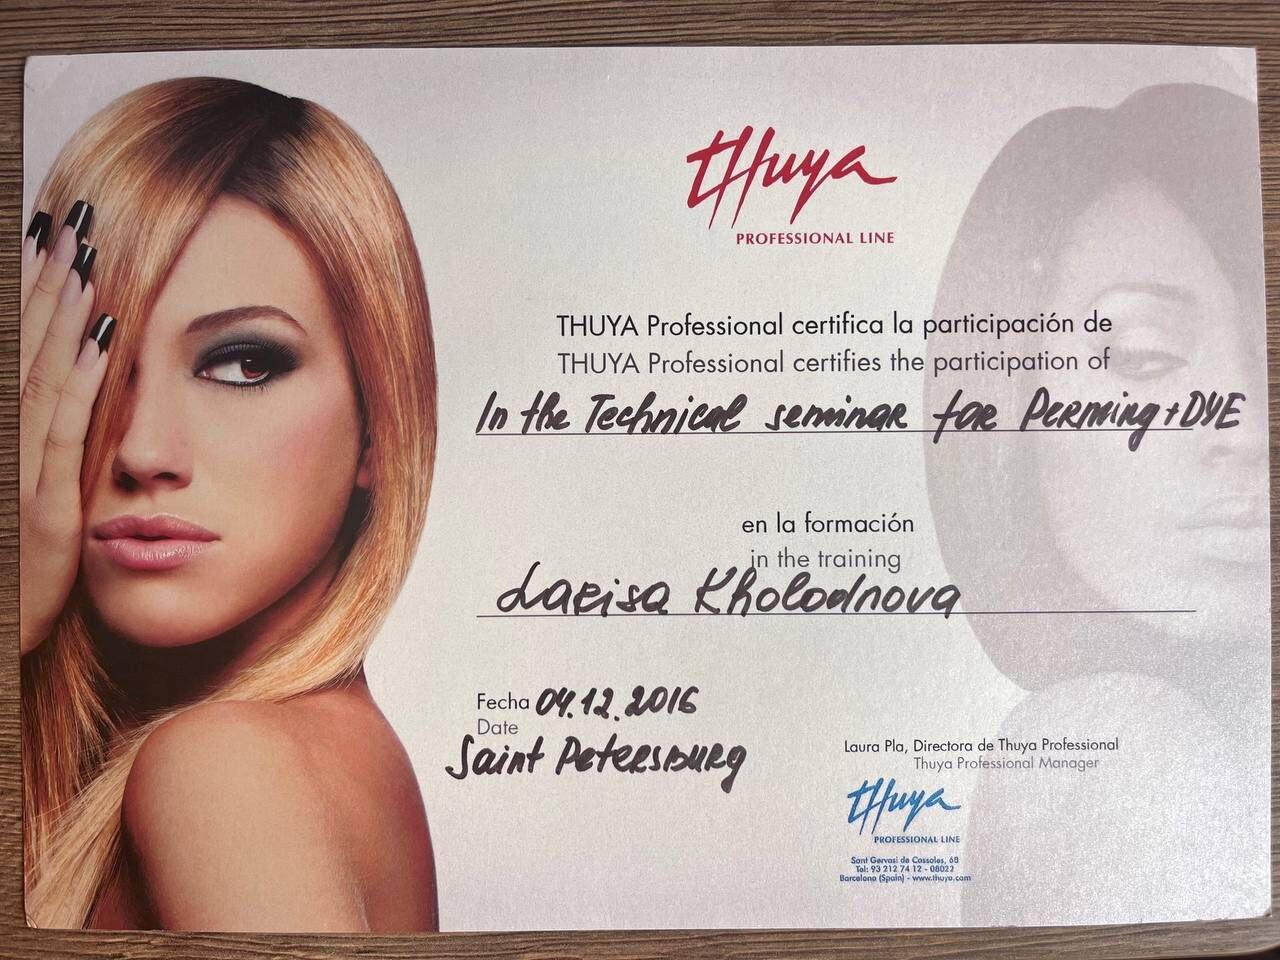 thuya
PROFESSIONAL LINE
THUYA Professional certifica la participación de
THUYA Professional certifies the participation of
In the Technical seminar for Perming + DYE
en la formación
in the training
Larisa Kholodnova
Fecha 04.12.2016
Date
Saint Petersburg
Laura Pla, Directora de Thuya Professional
Thuya Professional Manager
thuya
PROFESSIONAL LINE
Sant Gervasi de Cassoles, 68
Tel: 93 212 74 12 - 08022
Barcelona (Spain) - www.thuya.com